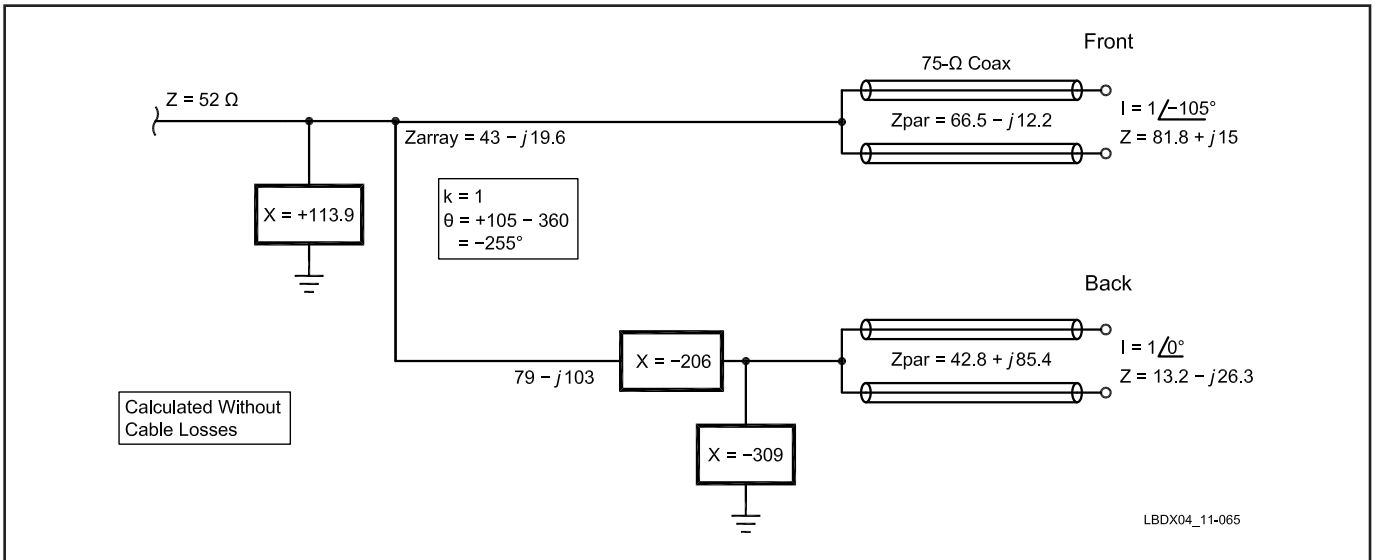 Front
75-Ω Coax
Z = 52 Ω
I = 1/−105°
Zpar = 66.5 − j12.2
Z = 81.8 + j15
Zarray = 43 − j19.6
k = 1
θ = +105 − 360
= −255°
X = +113.9
Back
I = 1/0°
Zpar = 42.8 + j85.4
X = −206
79 − j103
Z = 13.2 − j26.3
Calculated Without
Cable Losses
X = −309
LBDX04_11-065